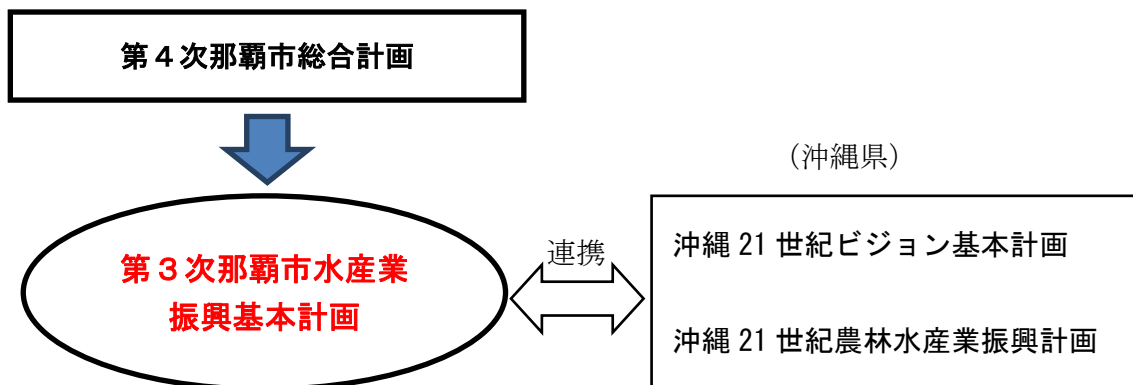 第４次那覇市総合計画
（沖縄県）
第３次那覇市水産業
振興基本計画
連携
沖縄 21 世紀ビジョン基本計画
沖縄 21 世紀農林水産業振興計画